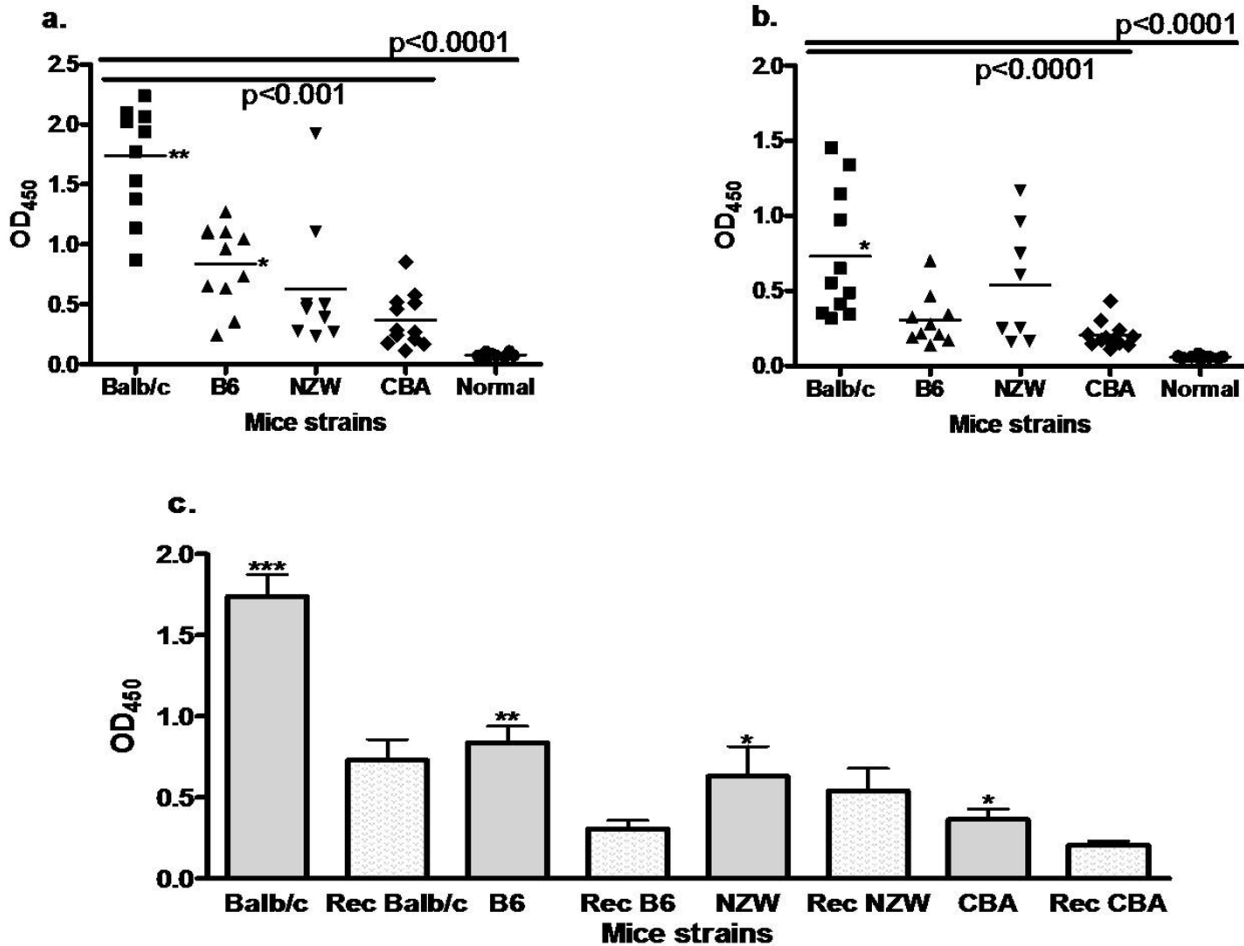 a.
p<0.0001
p<0.001
2.5
2.0
1.5
1.0
0.5
0.0
OD450
**
*
Balb/c B6 NZW CBA Normal
Mice strains
b.
p<0.0001
p<0.0001
2.0
1.5
1.0
0.5
0.0
OD450
*
Balb/c B6 NZW CBA Normal
Mice strains
c.
2.0
1.5
1.0
0.5
0.0
OD450
***
**
*
*
Balb/c Rec Balb/c B6 Rec B6 NZW Rec NZW CBA Rec CBA
Mice strains